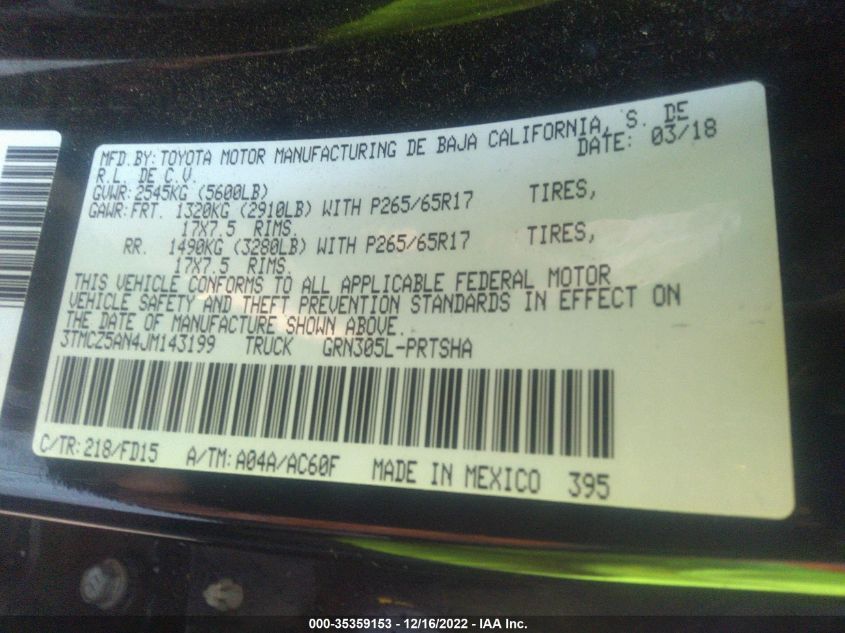 MFD. BY: TOYOTA MOTOR MANUFACTURING DE BAJA CALIFORNIA, S. DE
R.L. DE C.V. DATE: 03/18
GVWR: 2545KG (5600LB)
GAWR: FRT. 1320KG (2910LB) WITH P265/65R17 TIRES,
17X7.5 RIMS.
RR. 1490KG (3280LB) WITH P265/65R17 TIRES,
17X7.5 RIMS.
THIS VEHICLE CONFORMS TO ALL APPLICABLE FEDERAL MOTOR
VEHICLE SAFETY AND THEFT PREVENTION STANDARDS IN EFFECT ON
THE DATE OF MANUFACTURE SHOWN ABOVE.
3TMCZ5AN4JM143199 TRUCK GRN305L-PRTSHA
C/TR: 218/FD15 A/TM: A04A/AC60F MADE IN MEXICO 395
000-35359153 - 12/16/2022 - IAA Inc.